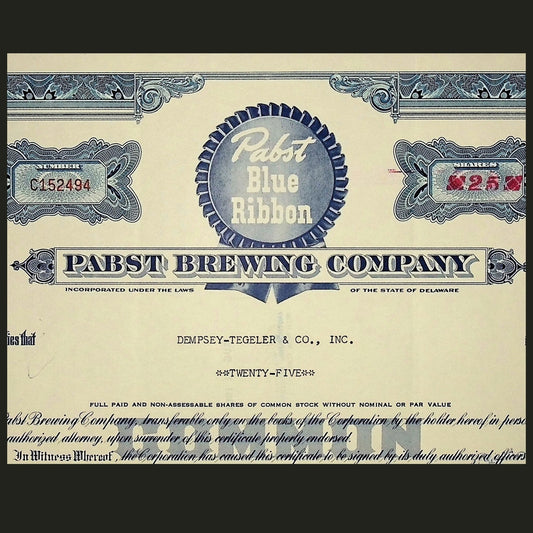 Pabst
Blue
Ribbon
NUMBER
C152494
SHARES
25
PABST BREWING COMPANY
INCORPORATED UNDER THE LAWS OF THE STATE OF DELAWARE
ies that
DEMPSEY-TEGELER & CO., INC.
**TWENTY-FIVE**
FULL PAID AND NON-ASSESSABLE SHARES OF COMMON STOCK WITHOUT NOMINAL OR PAR VALUE
Pabst Brewing Company, transferable only on the books of the Corporation by the holder hereof in perso
authorized attorney, upon surrender of this certificate properly endorsed.
COMMON
In Witness Whereof, the Corporation has caused this certificate to be signed by its duly authorized officers